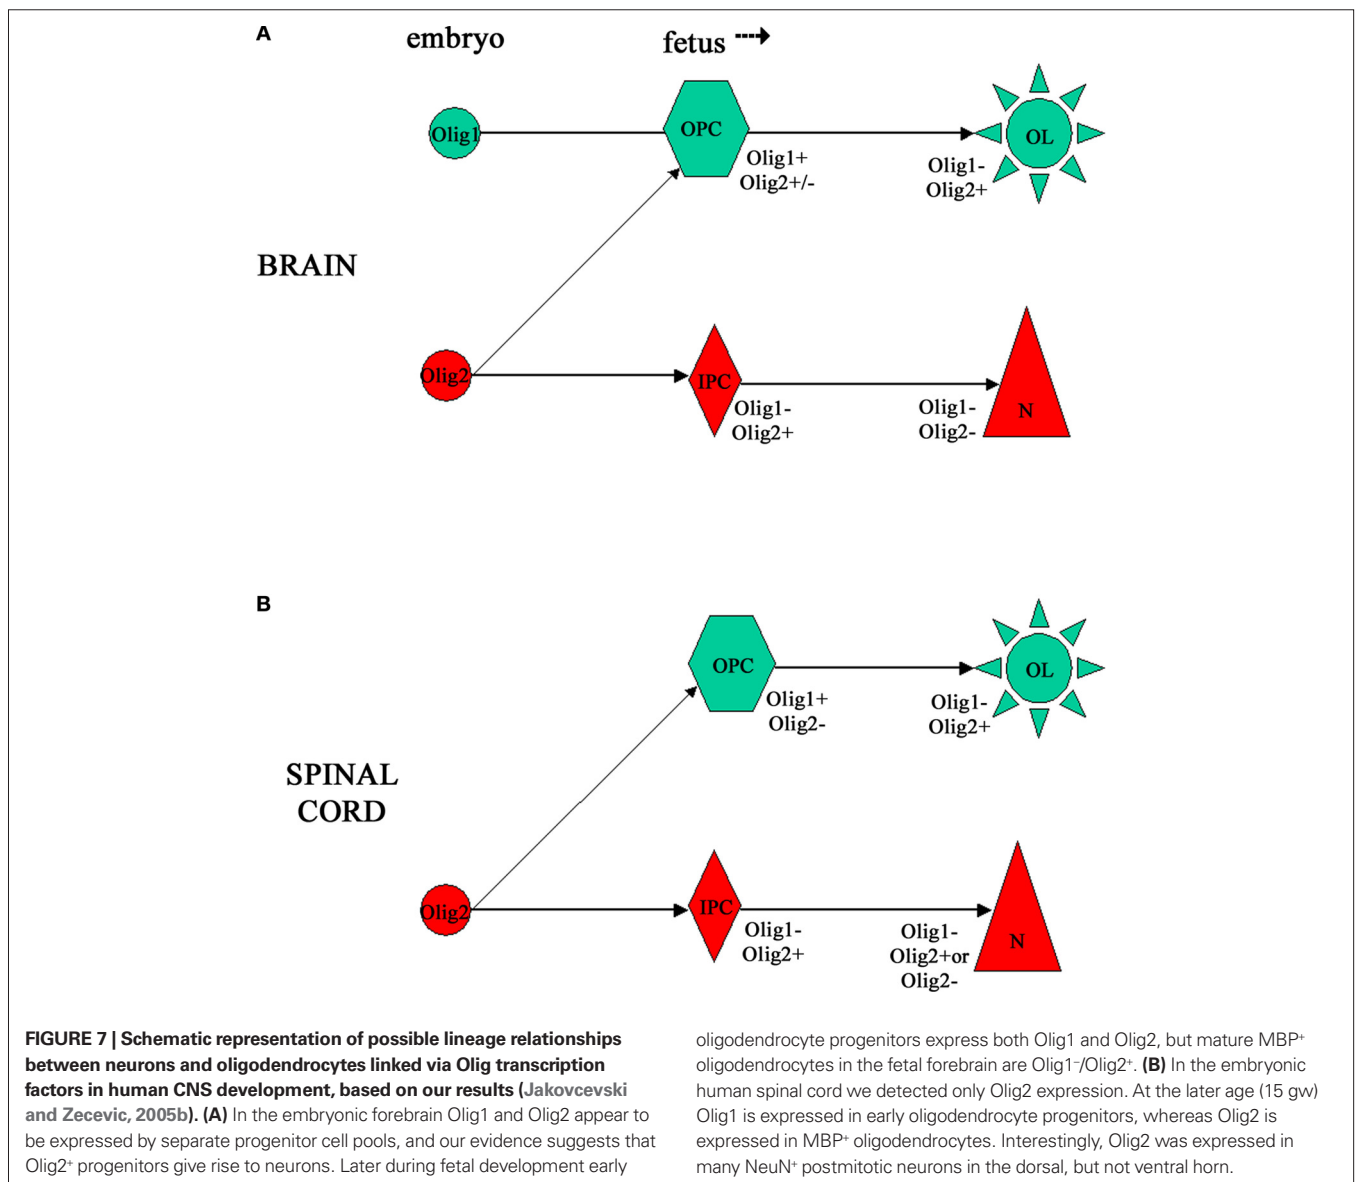 A
embryo
fetus
Olig1
OPC
OL
Olig1+
Olig2+/-
Olig1-
Olig2+
BRAIN
Olig2
IPC
N
Olig1-
Olig2+
Olig1-
Olig2-
B
OPC
OL
Olig1+
Olig2-
Olig1-
Olig2+
SPINAL
CORD
Olig2
IPC
N
Olig1-
Olig2+
Olig1-
Olig2+or
Olig2-
FIGURE 7 | Schematic representation of possible lineage relationships
between neurons and oligodendrocytes linked via Olig transcription
factors in human CNS development, based on our results (Jakovcevski
and Zecevic, 2005b). (A) In the embryonic forebrain Olig1 and Olig2 appear to
be expressed by separate progenitor cell pools, and our evidence suggests that
Olig2⁺ progenitors give rise to neurons. Later during fetal development early
oligodendrocyte progenitors express both Olig1 and Olig2, but mature MBP⁺
oligodendrocytes in the fetal forebrain are Olig1⁻/Olig2⁺. (B) In the embryonic
human spinal cord we detected only Olig2 expression. At the later age (15 gw)
Olig1 is expressed in early oligodendrocyte progenitors, whereas Olig2 is
expressed in MBP⁺ oligodendrocytes. Interestingly, Olig2 was expressed in
many NeuN⁺ postmitotic neurons in the dorsal, but not ventral horn.